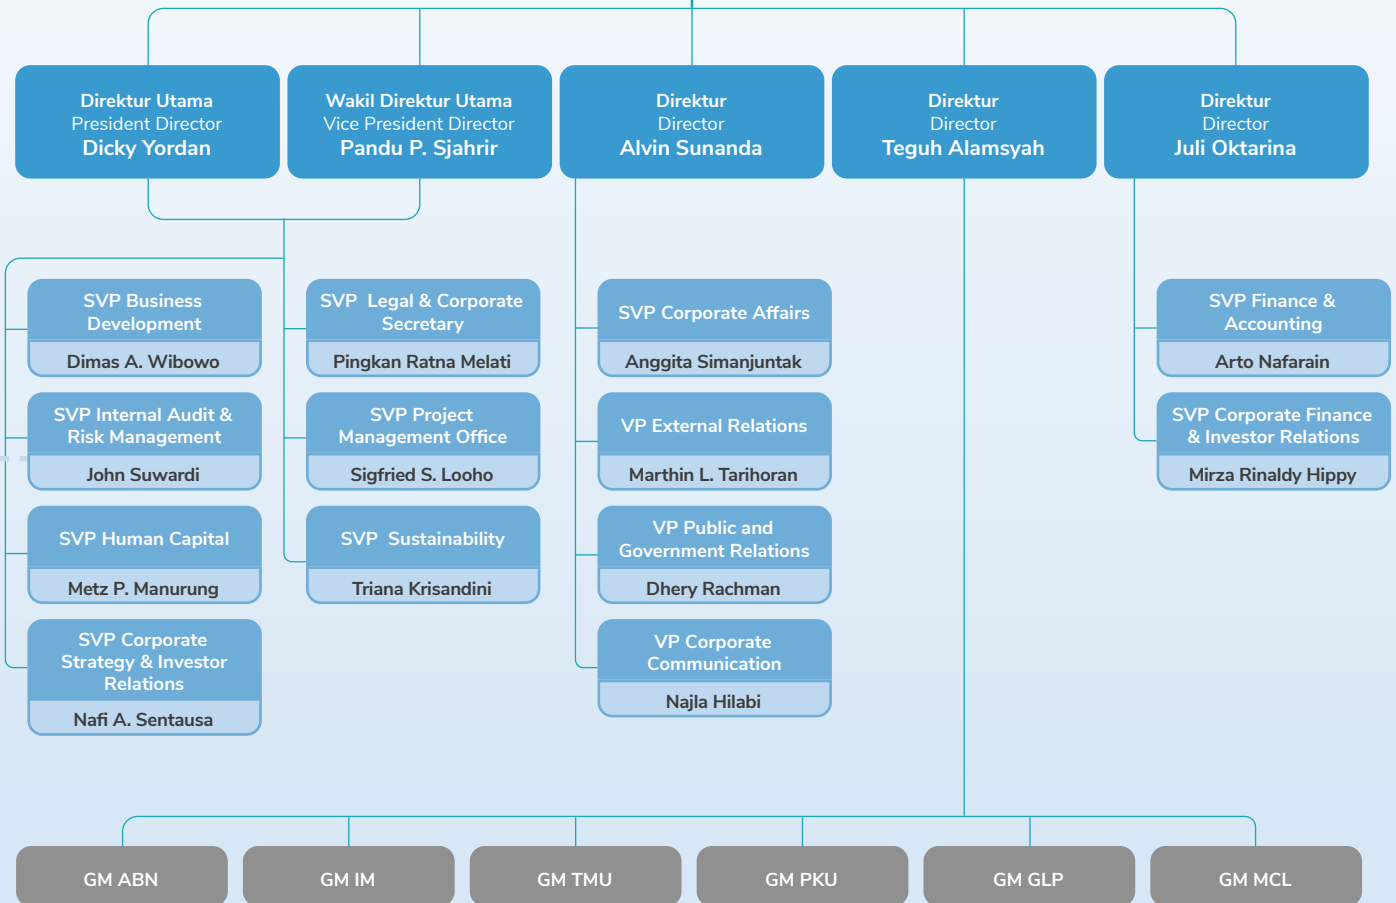 Direktur Utama
President Director
Dicky Yordan
Wakil Direktur Utama
Vice President Director
Pandu P. Sjahrir
Direktur
Director
Alvin Sunanda
Direktur
Director
Teguh Alamsyah
Direktur
Director
Juli Oktarina
SVP Business
Development
Dimas A. Wibowo
SVP Internal Audit &
Risk Management
John Suwardi
SVP Human Capital
Metz P. Manurung
SVP Corporate
Strategy & Investor
Relations
Nafi A. Sentausa
SVP Legal & Corporate
Secretary
Pingkan Ratna Melati
SVP Project
Management Office
Sigfried S. Looho
SVP Sustainability
Triana Krisandini
SVP Corporate Affairs
Anggita Simanjuntak
VP External Relations
Marthin L. Tarihoran
VP Public and
Government Relations
Dhery Rachman
VP Corporate
Communication
Najla Hilabi
SVP Finance &
Accounting
Arto Nafarain
SVP Corporate Finance
& Investor Relations
Mirza Rinaldy Hippy
GM ABN
GM IM
GM TMU
GM PKU
GM GLP
GM MCL